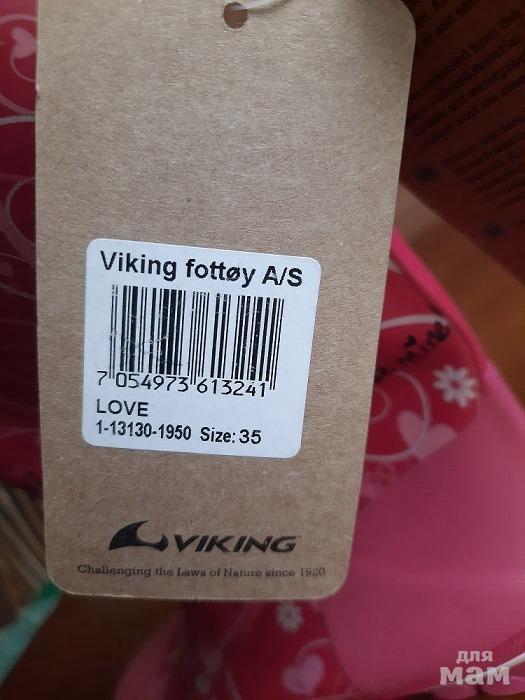 Viking fottøy A/S
7 054973 613241
LOVE
1-13130-1950 Size: 35
VIKING
Challenging the Laws of Nature since 1920
mine!
для
мам